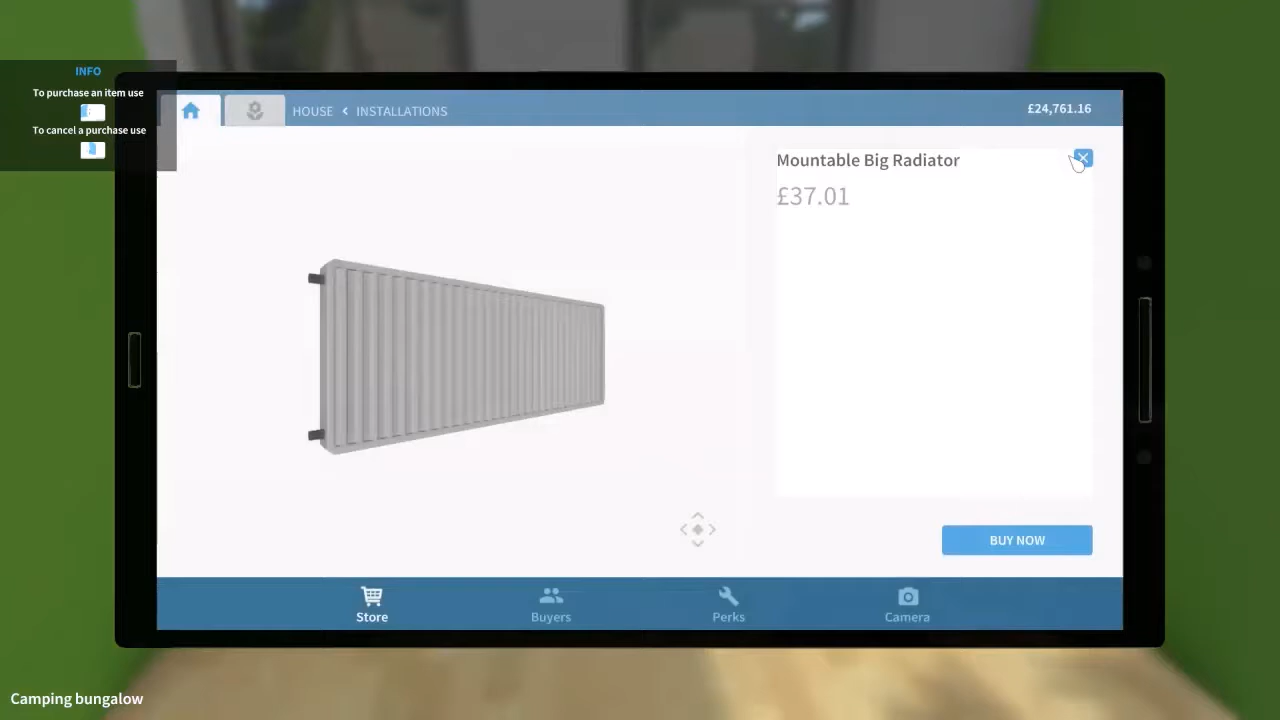 INFO
To purchase an item use
To cancel a purchase use
HOUSE < INSTALLATIONS
£24,761.16
Mountable Big Radiator
£37.01
BUY NOW
Store
Buyers
Perks
Camera
Camping bungalow